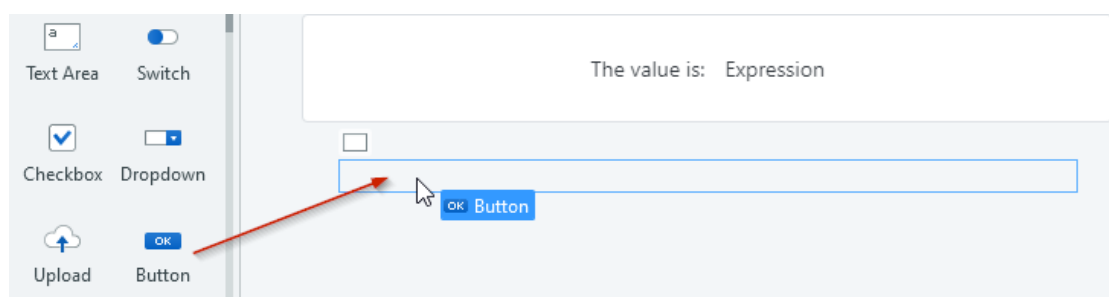 a
Text Area Switch
The value is: Expression
Checkbox Dropdown
OK Button
OK
Upload Button